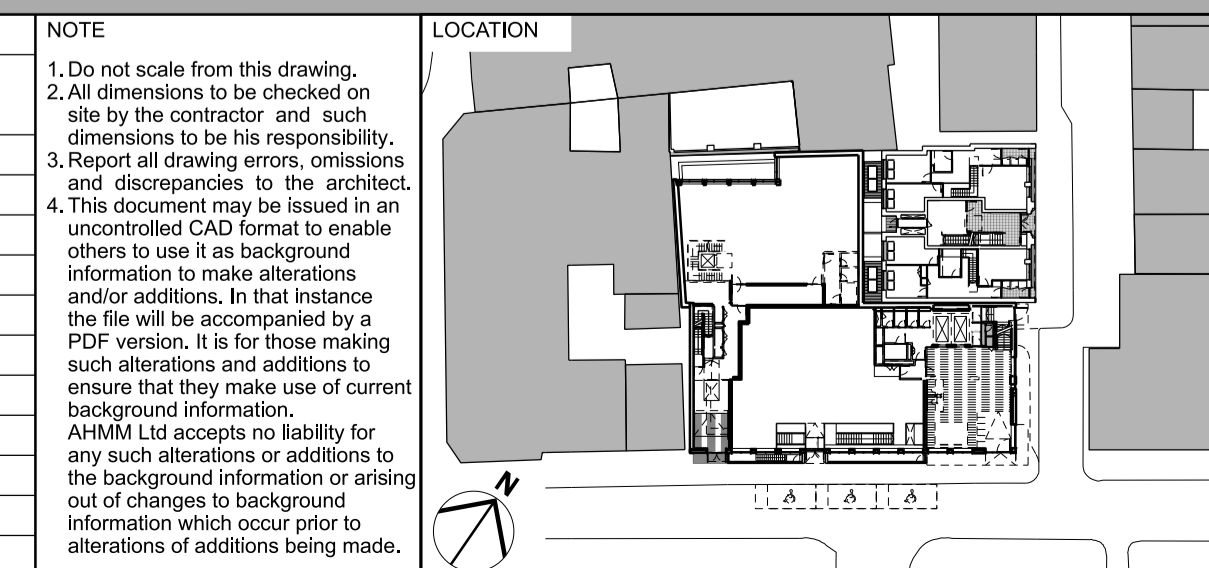 NOTE
1. Do not scale from this drawing.
2. All dimensions to be checked on
site by the contractor and such
dimensions to be his responsibility.
3. Report all drawing errors, omissions
and discrepancies to the architect.
4. This document may be issued in an
uncontrolled CAD format to enable
others to use it as background
information to make alterations
and/or additions. In that instance
the file will be accompanied by a
PDF version. It is for those making
such alterations and additions to
ensure that they make use of current
background information.
AHMM Ltd accepts no liability for
any such alterations or additions to
the background information or arising
out of changes to background
information which occur prior to
alterations of additions being made.
LOCATION
N